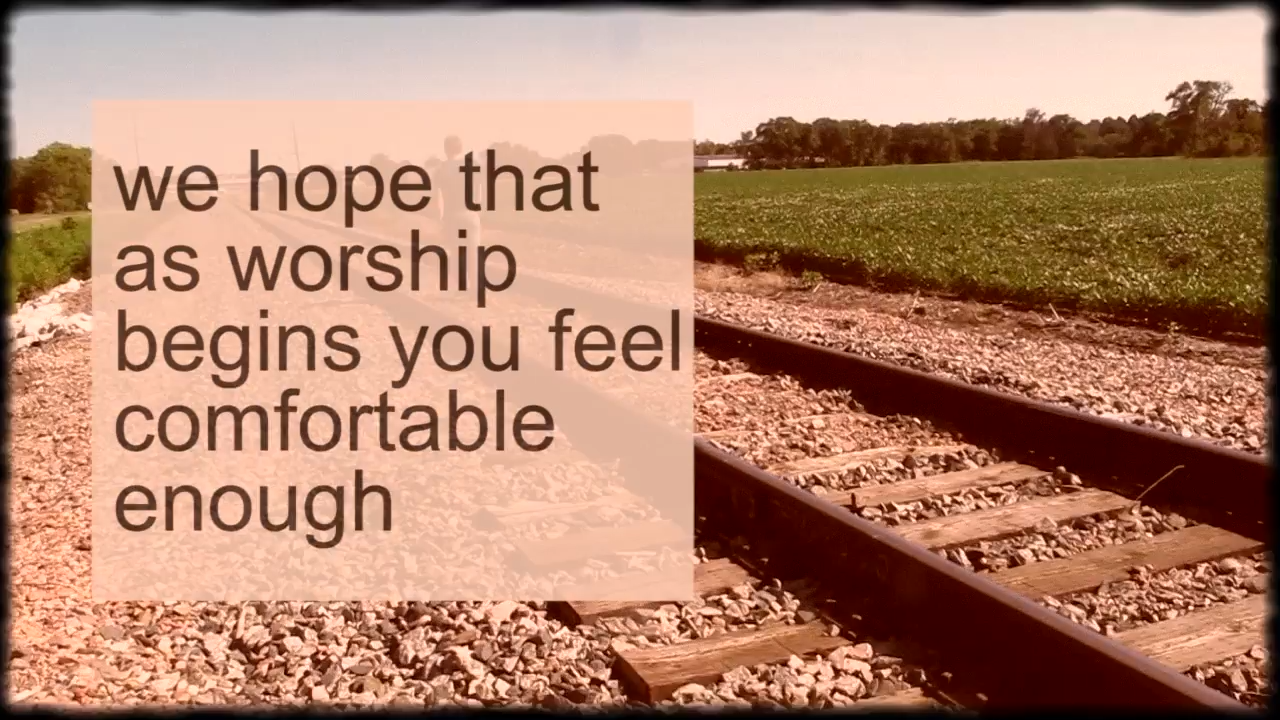 we hope that
as worship
begins you feel
comfortable
enough